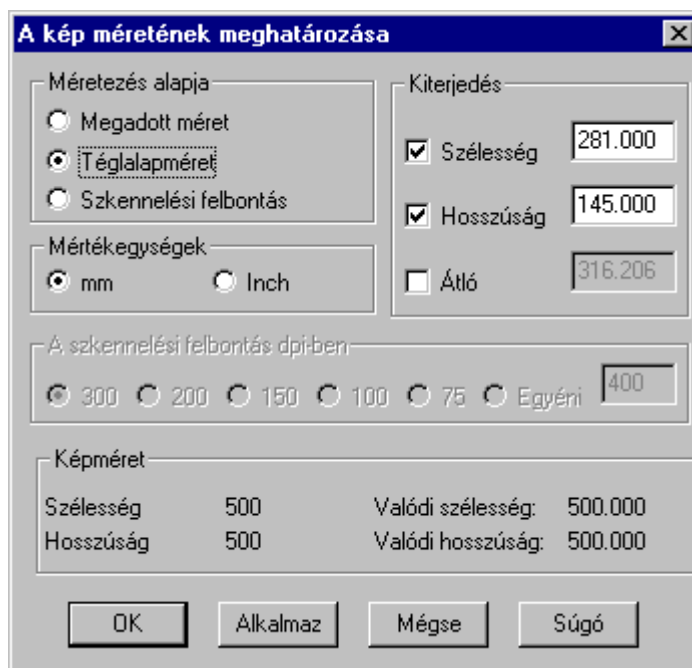 A kép méretének meghatározása
Méretezés alapja
Megadott méret
Téglalapméret
Szkennelési felbontás
Kiterjedés
Szélesség 281.000
Hosszúság 145.000
Átló 316.206
Mértékegységek
mm Inch
A szkennelési felbontás dpi-ben
300 200 150 100 75 Egyéni 400
Képméret
Szélesség 500 Valódi szélesség: 500.000
Hosszúság 500 Valódi hosszúság: 500.000
OK Alkalmaz Mégse Súgó